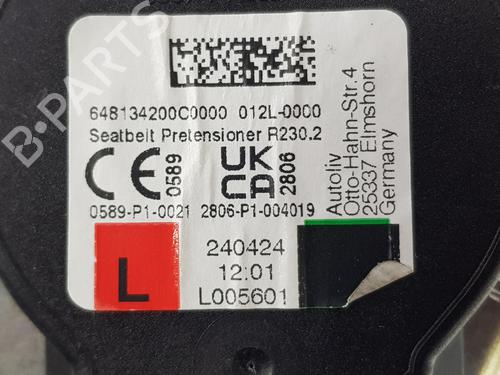 648134200C0000 012L-0000
Seatbelt Pretensioner R230.2
CE 0589
UK CA 2806
0589-P1-0021 2806-P1-004019
L
240424
12:01
L005601
Autoliv
Otto-Hahn-Str.4
25337 Elmshorn
Germany